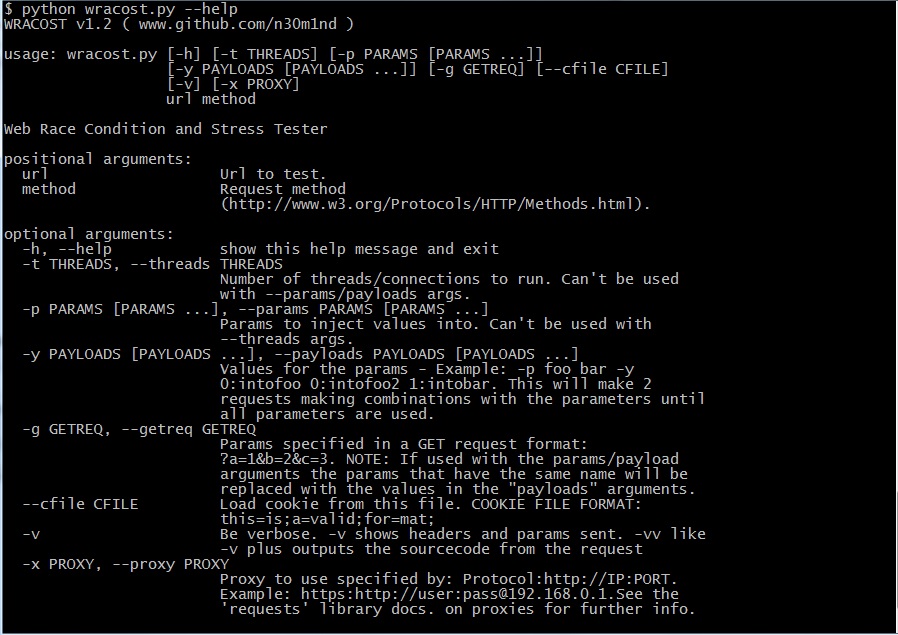 $ python wracost.py --help
WRACOST v1.2 ( www.github.com/n30m1nd )
usage: wracost.py [-h] [-t THREADS] [-p PARAMS [PARAMS ...]]
[-y PAYLOADS [PAYLOADS ...]] [-g GETREQ] [--cfile CFILE]
[-v] [-x PROXY]
url method
Web Race Condition and Stress Tester
positional arguments:
url Url to test.
method Request method
(http://www.w3.org/Protocols/HTTP/Methods.html).
optional arguments:
-h, --help show this help message and exit
-t THREADS, --threads THREADS
Number of threads/connections to run. Can't be used
with --params/payloads args.
-p PARAMS [PARAMS ...], --params PARAMS [PARAMS ...]
Params to inject values into. Can't be used with
--threads args.
-y PAYLOADS [PAYLOADS ...], --payloads PAYLOADS [PAYLOADS ...]
Values for the params - Example: -p foo bar -y
0:intofoo 0:intofoo2 1:intobar. This will make 2
requests making combinations with the parameters until
all parameters are used.
-g GETREQ, --getreq GETREQ
Params specified in a GET request format:
?a=1&b=2&c=3. NOTE: If used with the params/payload
arguments the params that have the same name will be
replaced with the values in the "payloads" arguments.
--cfile CFILE Load cookie from this file. COOKIE FILE FORMAT:
this=is;a=valid;for=mat;
-v Be verbose. -v shows headers and params sent. -vv like
-v plus outputs the sourcecode from the request
-x PROXY, --proxy PROXY
Proxy to use specified by: Protocol:http://IP:PORT.
Example: https:http://user:pass@192.168.0.1.See the
'requests' library docs. on proxies for further info.